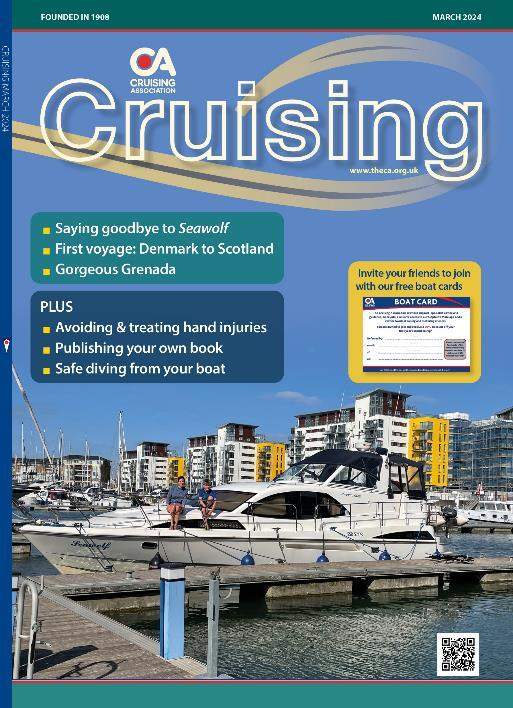 FOUNDED IN 1908
MARCH 2024
CRUISING MARCH 2024
CA
CRUISING
ASSOCIATION
Cruising
www.theca.org.uk
Saying goodbye to Seawolf
First voyage: Denmark to Scotland
Gorgeous Grenada
PLUS
Avoiding & treating hand injuries
Publishing your own book
Safe diving from your boat
Invite your friends to join
with our free boat cards
BOAT CARD
Seawolf